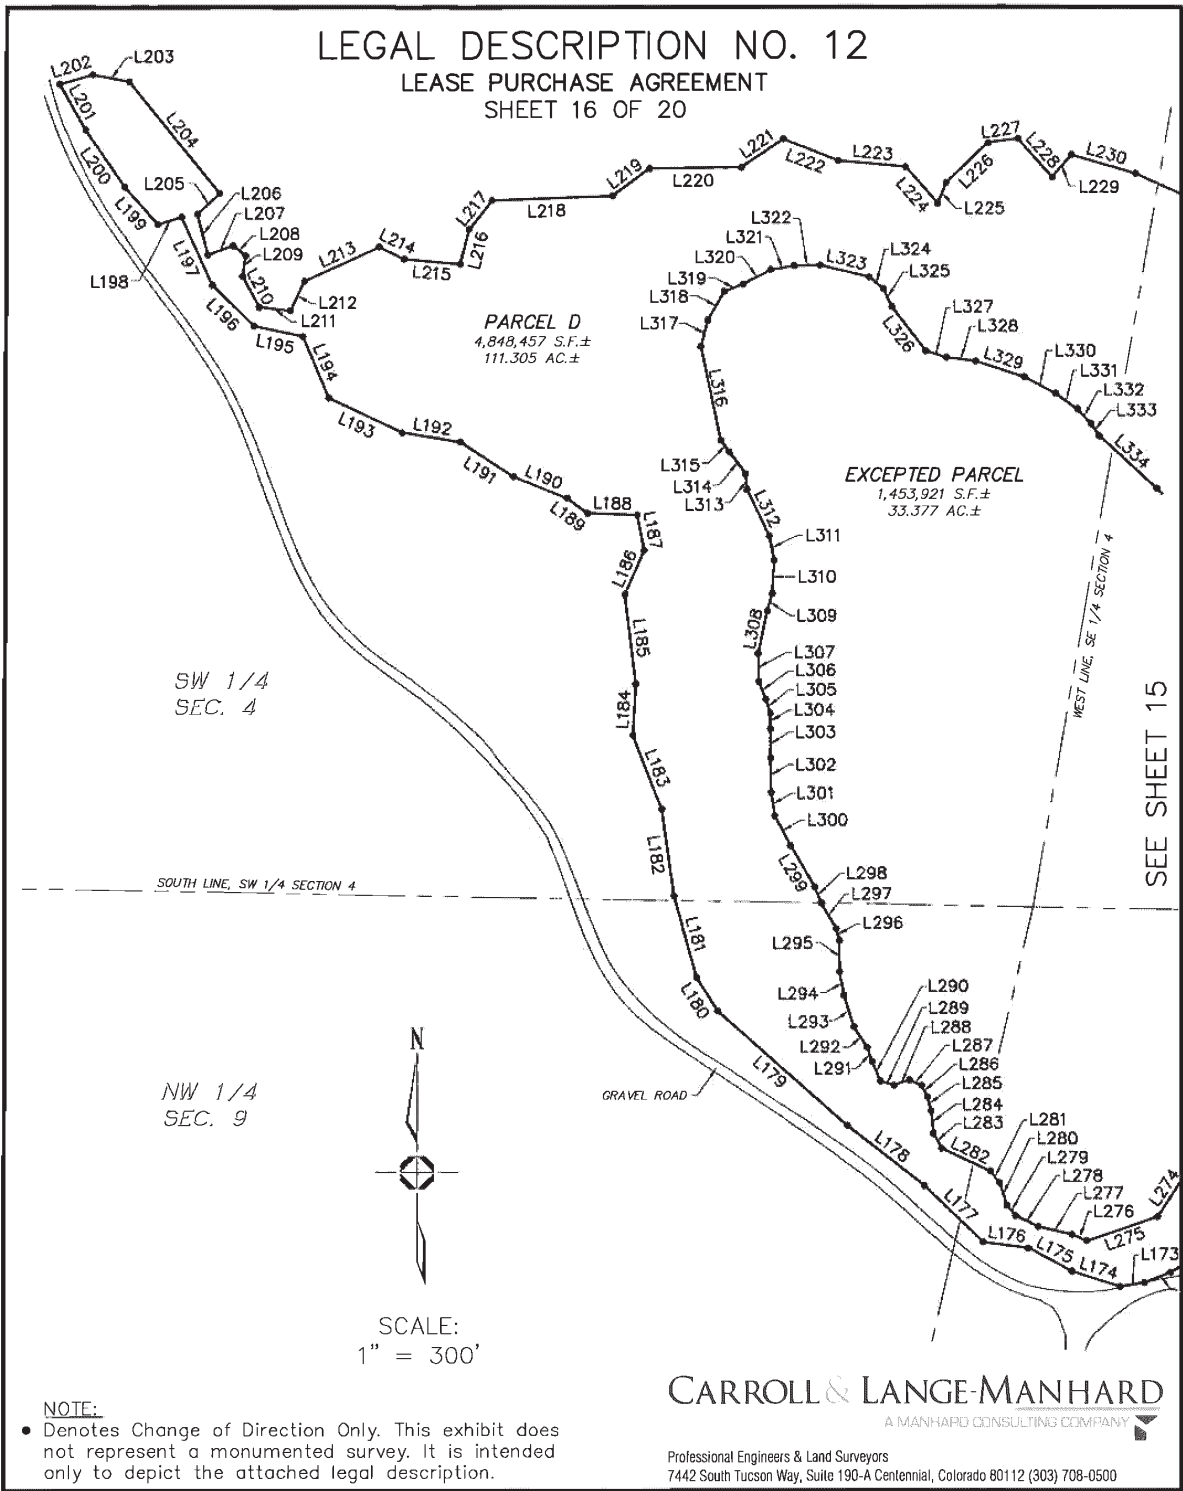 LEGAL DESCRIPTION NO. 12
LEASE PURCHASE AGREEMENT
SHEET 16 OF 20
L202
L203
L201
L204
L200
L205
L206
L199
L207
L208
L209
L198
L197
L210
L211
L196
L195
L212
L213
L214
L215
L216
L217
L218
L219
L220
L221
L222
L223
L224
L225
L226
L227
L228
L229
L230
L322
L321
L320
L319
L318
L317
L323
L324
L325
L326
L327
L328
L329
L330
L331
L332
L333
L334
PARCEL D
4,848,457 S.F.±
111.305 AC.±
L194
L193
L192
L191
L190
L189
L188
L187
L186
L185
L184
L183
L182
L181
L180
L179
L178
L177
L176
L175
L174
L173
L316
L315
L314
L313
L312
L311
L310
L309
L308
L307
L306
L305
L304
L303
L302
L301
L300
L299
L298
L297
L296
L295
L294
L293
L292
L291
L290
L289
L288
L287
L286
L285
L284
L283
L282
L281
L280
L279
L278
L277
L276
L275
L274
EXCEPTED PARCEL
1,453,921 S.F.±
33.377 AC.±
WEST LINE, SE 1/4 SECTION 4
SEE SHEET 15
SW 1/4
SEC. 4
SOUTH LINE, SW 1/4 SECTION 4
NW 1/4
SEC. 9
GRAVEL ROAD
N
SCALE:
1" = 300'
NOTE:
● Denotes Change of Direction Only. This exhibit does
not represent a monumented survey. It is intended
only to depict the attached legal description.
CARROLL & LANGE-MANHARD
A MANHARD CONSULTING COMPANY
Professional Engineers & Land Surveyors
7442 South Tucson Way, Suite 190-A Centennial, Colorado 80112 (303) 708-0500